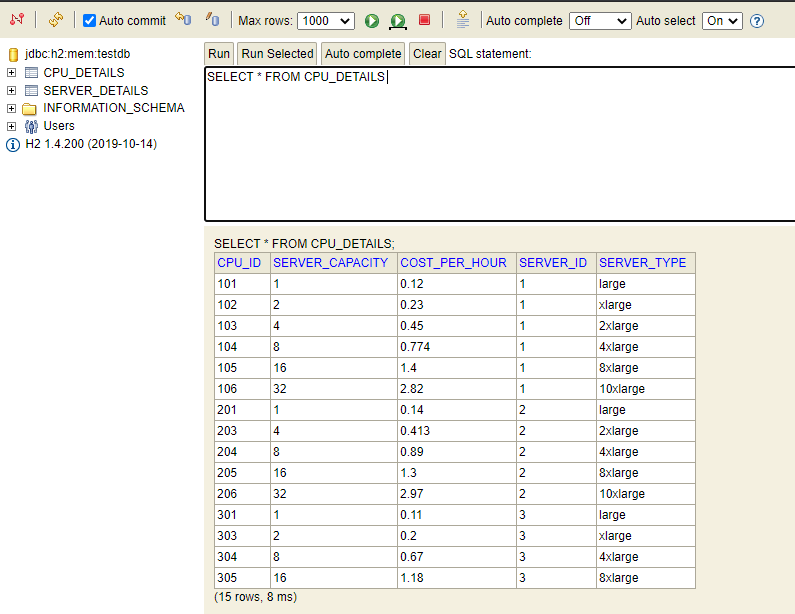 Auto commit Max rows: 1000 Auto complete Off Auto select On ?
jdbc:h2:mem:testdb
CPU_DETAILS
SERVER_DETAILS
INFORMATION_SCHEMA
Users
H2 1.4.200 (2019-10-14)
Run Run Selected Auto complete Clear SQL statement:
SELECT * FROM CPU_DETAILS
SELECT * FROM CPU_DETAILS;
CPU_ID SERVER_CAPACITY COST_PER_HOUR SERVER_ID SERVER_TYPE
101 1 0.12 1 large
102 2 0.23 1 xlarge
103 4 0.45 1 2xlarge
104 8 0.774 1 4xlarge
105 16 1.4 1 8xlarge
106 32 2.82 1 10xlarge
201 1 0.14 2 large
203 4 0.413 2 2xlarge
204 8 0.89 2 4xlarge
205 16 1.3 2 8xlarge
206 32 2.97 2 10xlarge
301 1 0.11 3 large
303 2 0.2 3 xlarge
304 8 0.67 3 4xlarge
305 16 1.18 3 8xlarge
(15 rows, 8 ms)